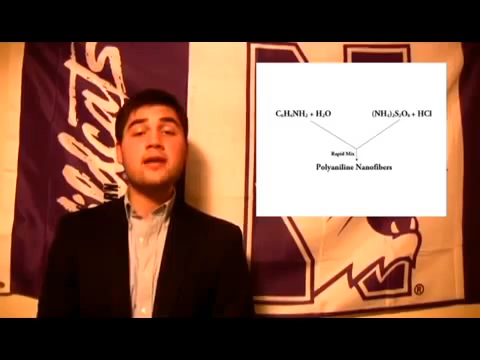 Wildcats
C₆H₅NH₂ + H₂O (NH₄)₂S₂O₈ + HCl
Rapid Mix
Polyaniline Nanofibers
®